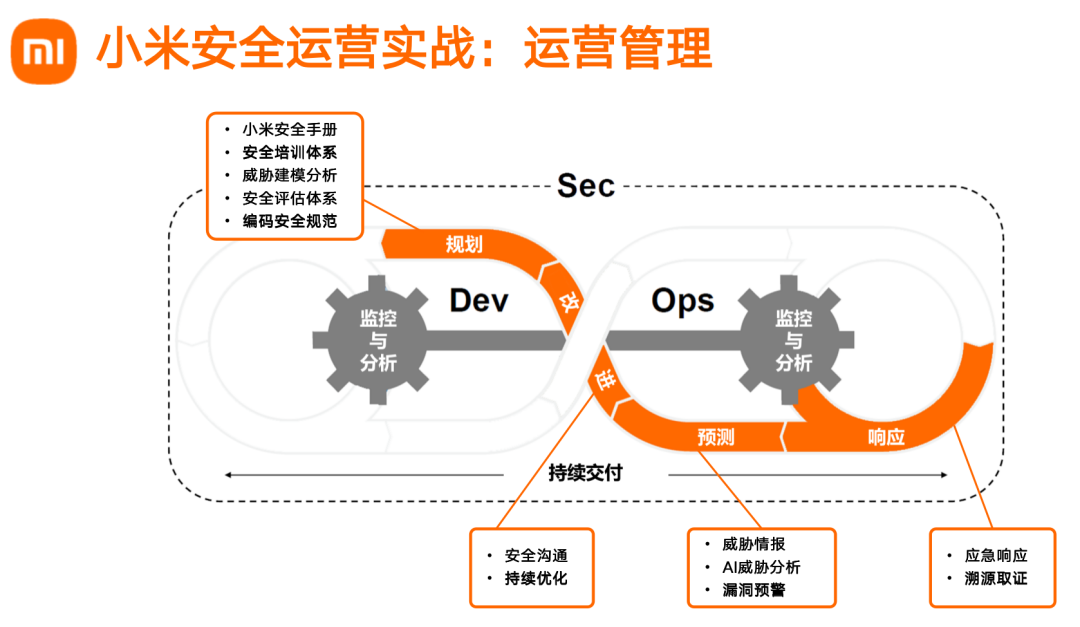 mi
小米安全运营实战：运营管理
• 小米安全手册
• 安全培训体系
• 威胁建模分析
• 安全评估体系
• 编码安全规范
Sec
规划
改
Dev
Ops
监控
与
分析
监控
与
分析
进
预测
响应
持续交付
• 安全沟通
• 持续优化
• 威胁情报
• AI威胁分析
• 漏洞预警
• 应急响应
• 溯源取证